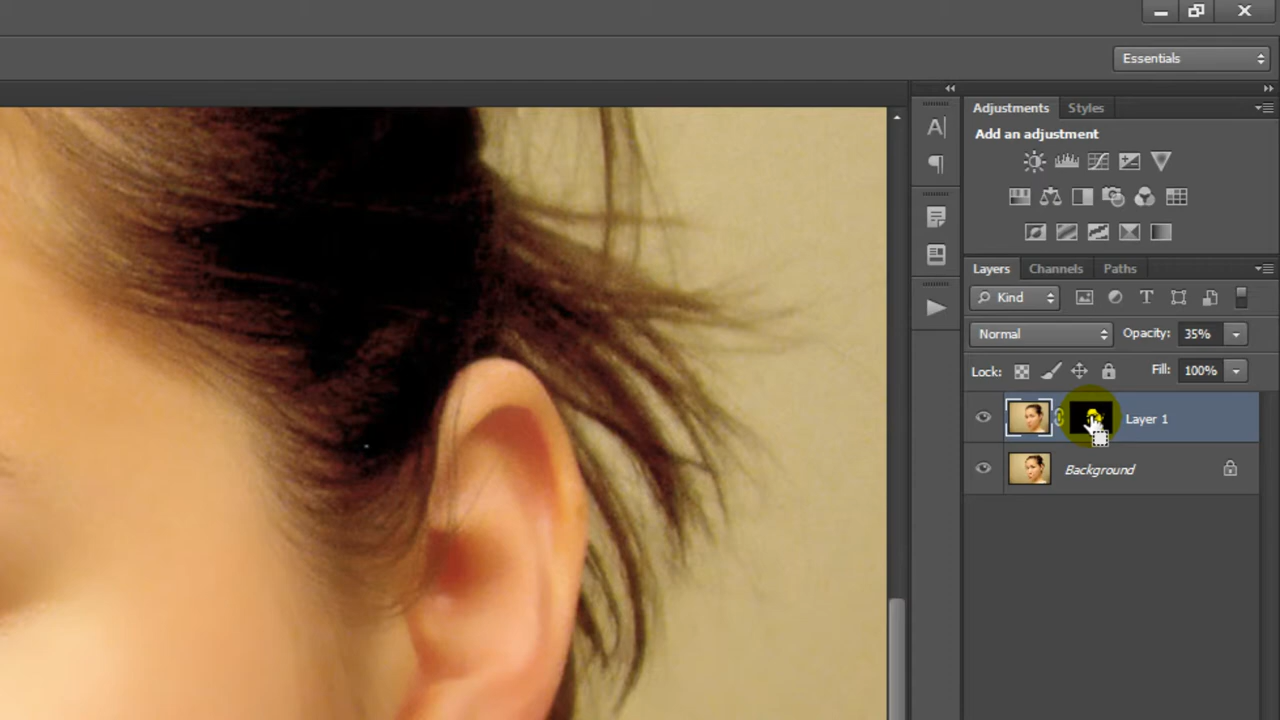 Essentials
Adjustments Styles
Add an adjustment
Layers Channels Paths
Kind
Normal Opacity: 35%
Lock: Fill: 100%
Layer 1
Background